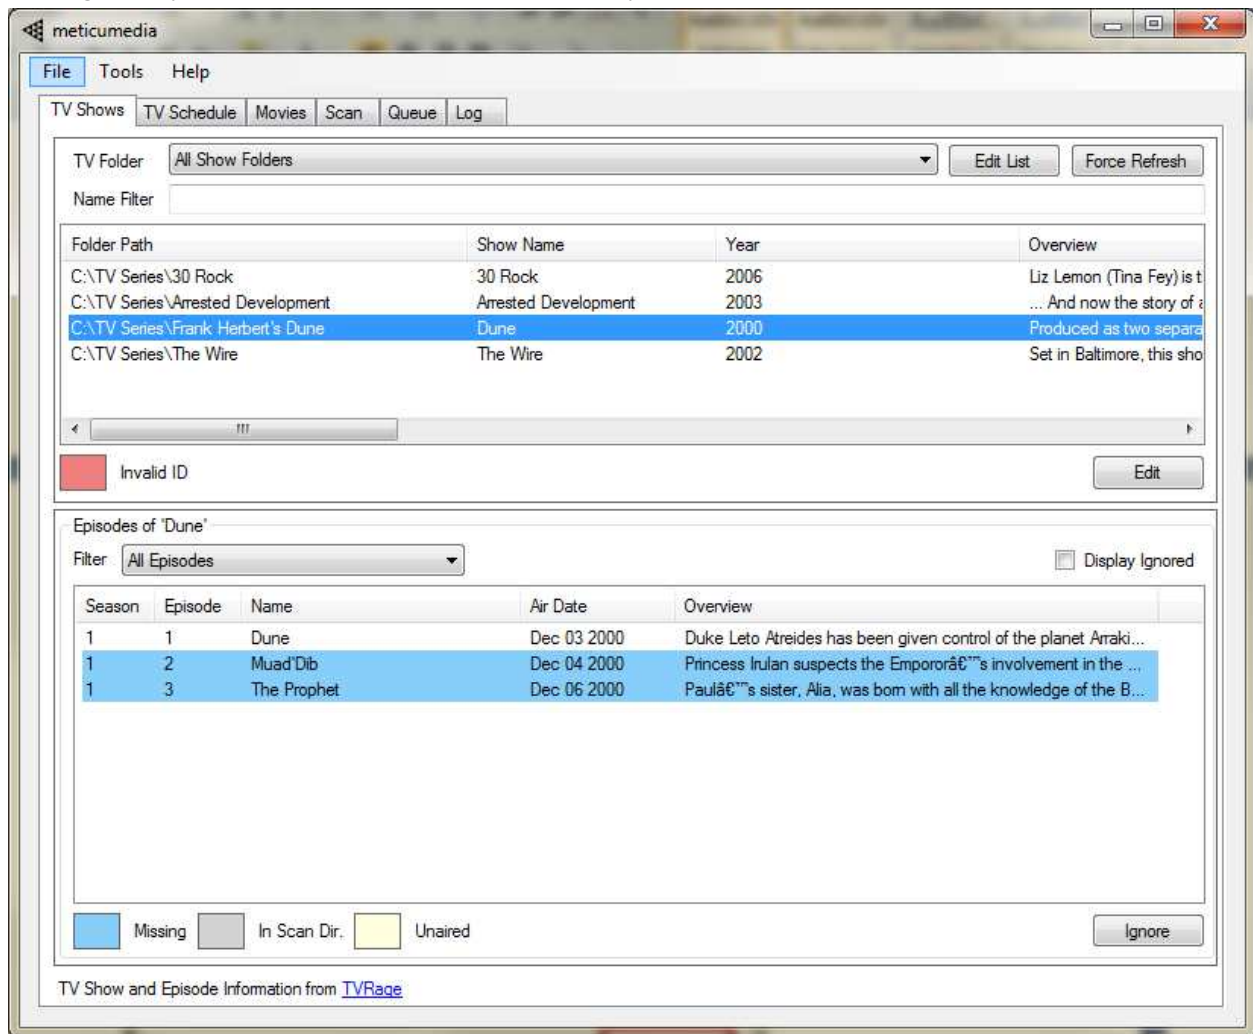 meticumedia
File Tools Help
TV Shows TV Schedule Movies Scan Queue Log
TV Folder All Show Folders Edit List Force Refresh
Name Filter
Folder Path Show Name Year Overview
C:\TV Series\30 Rock 30 Rock 2006 Liz Lemon (Tina Fey) is t
C:\TV Series\Arrested Development Arrested Development 2003 ... And now the story of a
C:\TV Series\Frank Herbert's Dune Dune 2000 Produced as two separa
C:\TV Series\The Wire The Wire 2002 Set in Baltimore, this sho
Invalid ID Edit
Episodes of 'Dune'
Filter All Episodes Display Ignored
Season Episode Name Air Date Overview
1 1 Dune Dec 03 2000 Duke Leto Atreides has been given control of the planet Arraki...
1 2 Muad'Dib Dec 04 2000 Princess Irulan suspects the Empororâ€™s involvement in the ...
1 3 The Prophet Dec 06 2000 Paulâ€™s sister, Alia, was born with all the knowledge of the B...
Missing In Scan Dir. Unaired Ignore
TV Show and Episode Information from TVRage